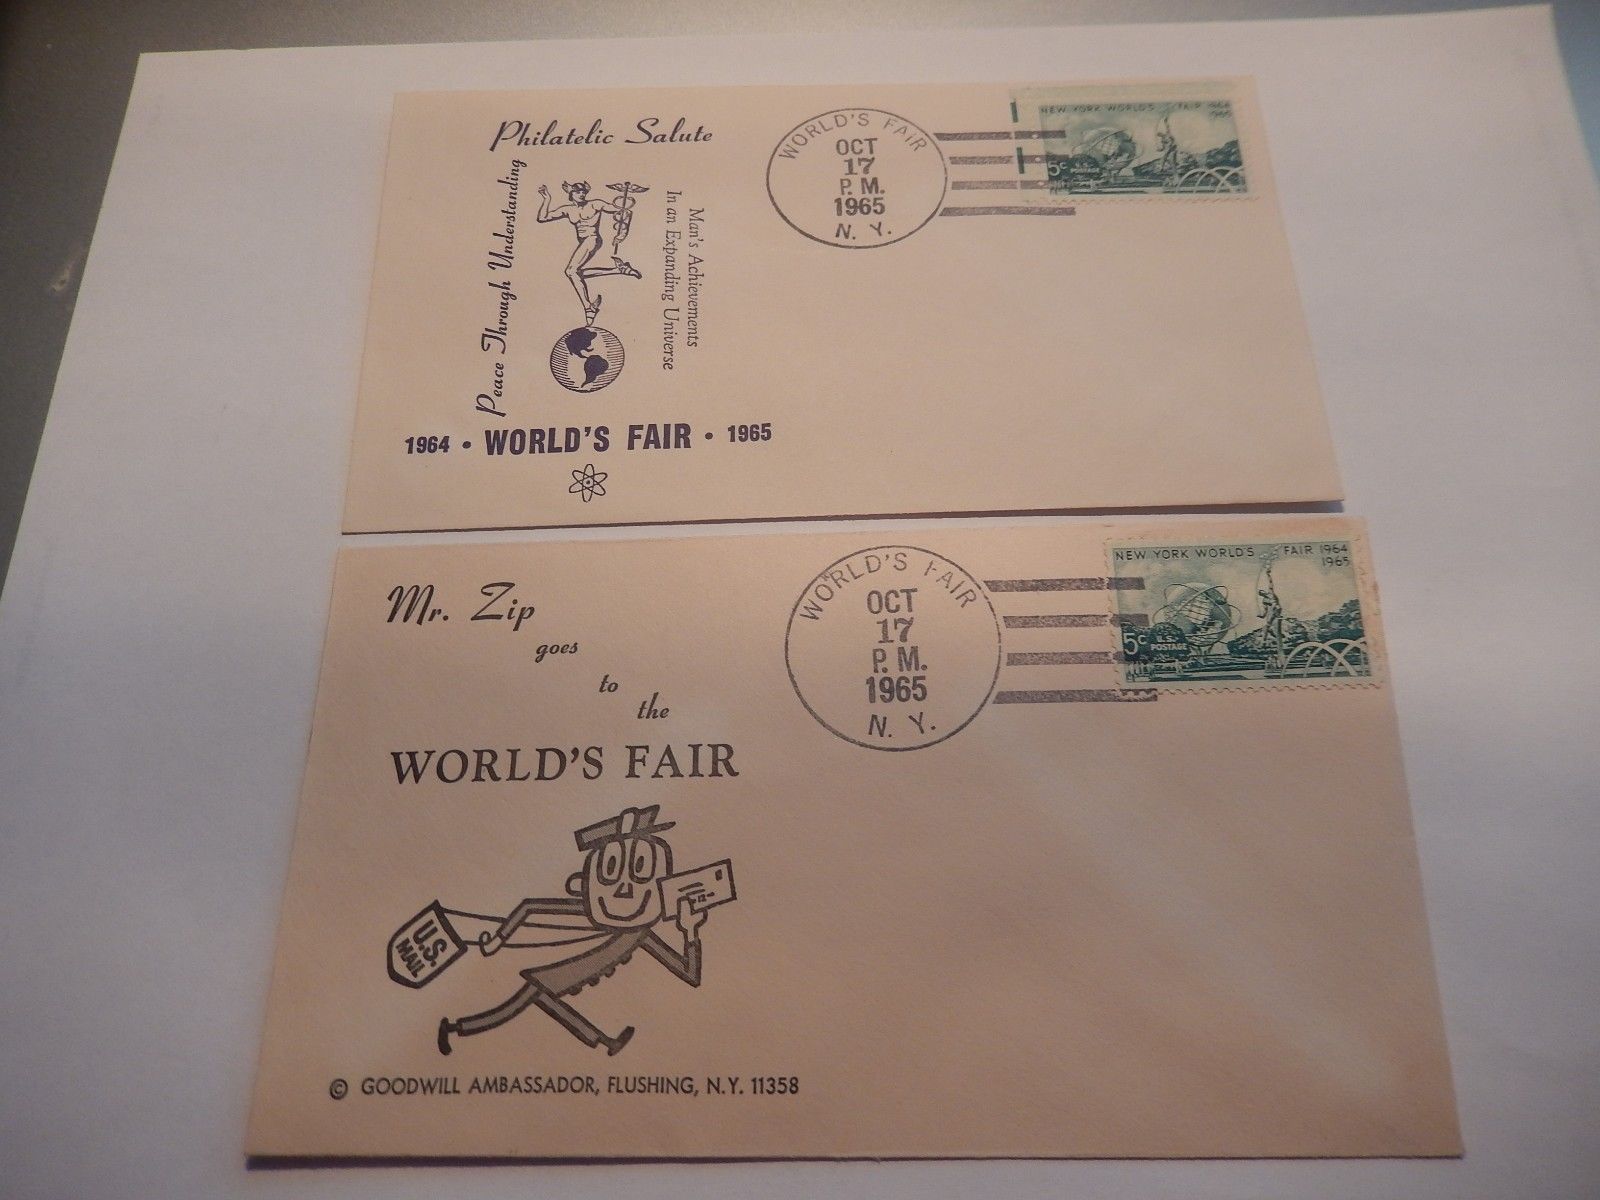 Philatelic Salute
Peace Through Understanding
Man's Achievements
In an Expanding Universe
1964 • WORLD'S FAIR • 1965
WORLD'S FAIR
OCT
17
P. M.
1965
N. Y.
NEW YORK WORLD'S FAIR 1964
1965
5c U.S.
POSTAGE
Mr. Zip
goes
to
the
WORLD'S FAIR
U.S.
MAIL
© GOODWILL AMBASSADOR, FLUSHING, N.Y. 11358
WORLD'S FAIR
OCT
17
P. M.
1965
N. Y.
NEW YORK WORLD'S FAIR 1964
1965
5c U.S.
POSTAGE